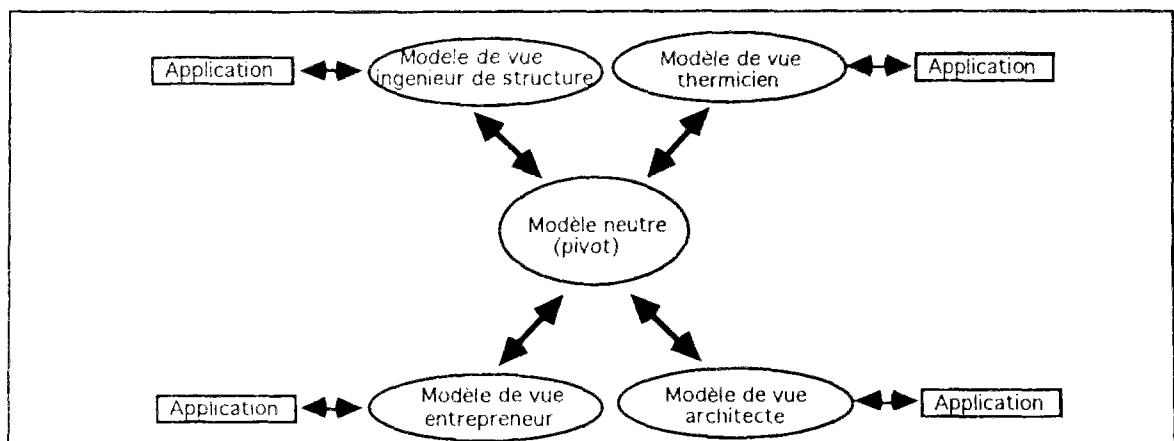 Application
Modele de vue
ingenieur de structure
Modèle de vue
thermicien
Application
Modèle neutre
(pivot)
Application
Modèle de vue
entrepreneur
Modèle de vue
architecte
Application